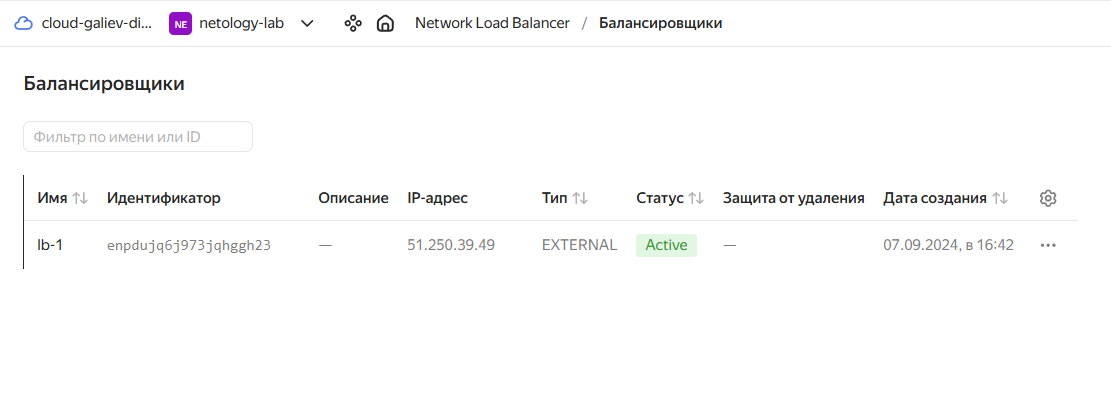 cloud-galiev-di... NE netology-lab Network Load Balancer / Балансировщики
Балансировщики
Фильтр по имени или ID
Имя Идентификатор Описание IP-адрес Тип Статус Защита от удаления Дата создания
lb-1 enpdujq6j973jqhggh23 — 51.250.39.49 EXTERNAL Active — 07.09.2024, в 16:42